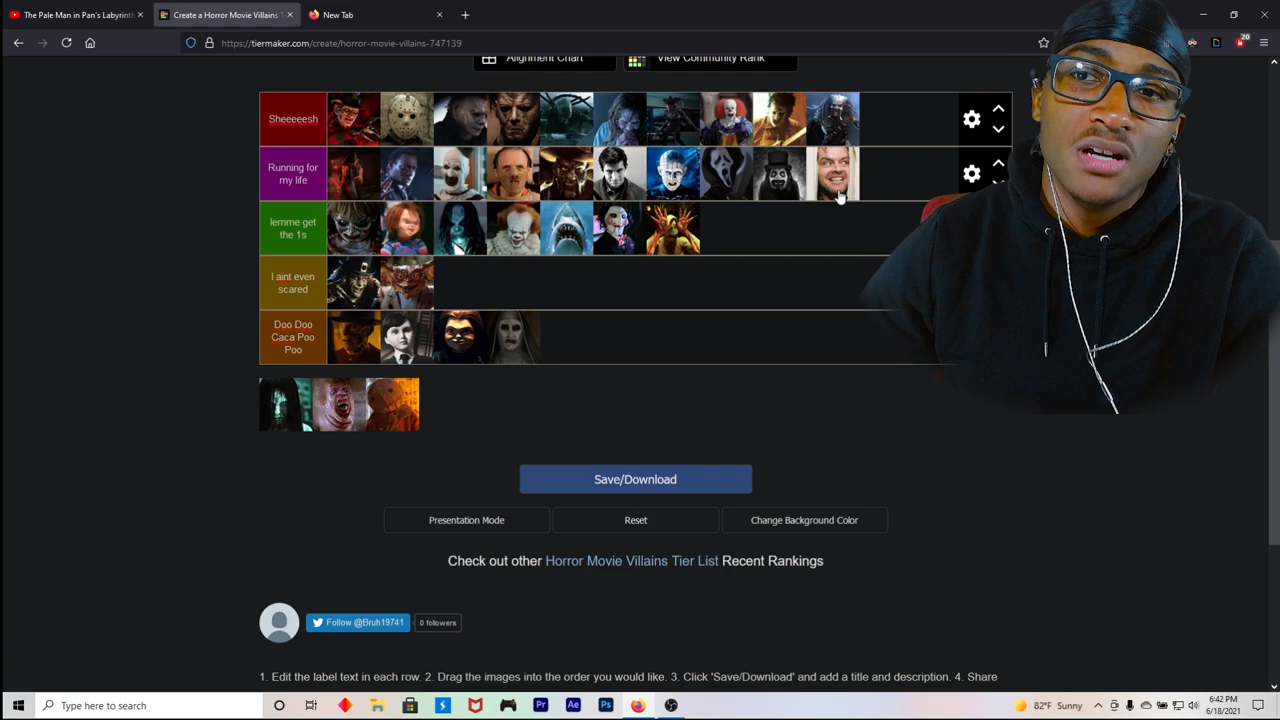 The Pale Man in Pan's Labyrinth
Create a Horror Movie Villains T
New Tab
https://tiermaker.com/create/horror-movie-villains-747139
20
Alignment Chart
View Community Rank
Sheeeeesh
Running for
my life
lemme get
the 1s
I aint even
scared
Doo Doo
Caca Poo
Poo
Save/Download
Presentation Mode
Reset
Change Background Color
Check out other Horror Movie Villains Tier List Recent Rankings
Follow @Bruh19741
0 followers
1. Edit the label text in each row. 2. Drag the images into the order you would like. 3. Click 'Save/Download' and add a title and description. 4. Share
Type here to search
Pr
Ae
Ps
82°F Sunny
6:42 PM
6/18/2021